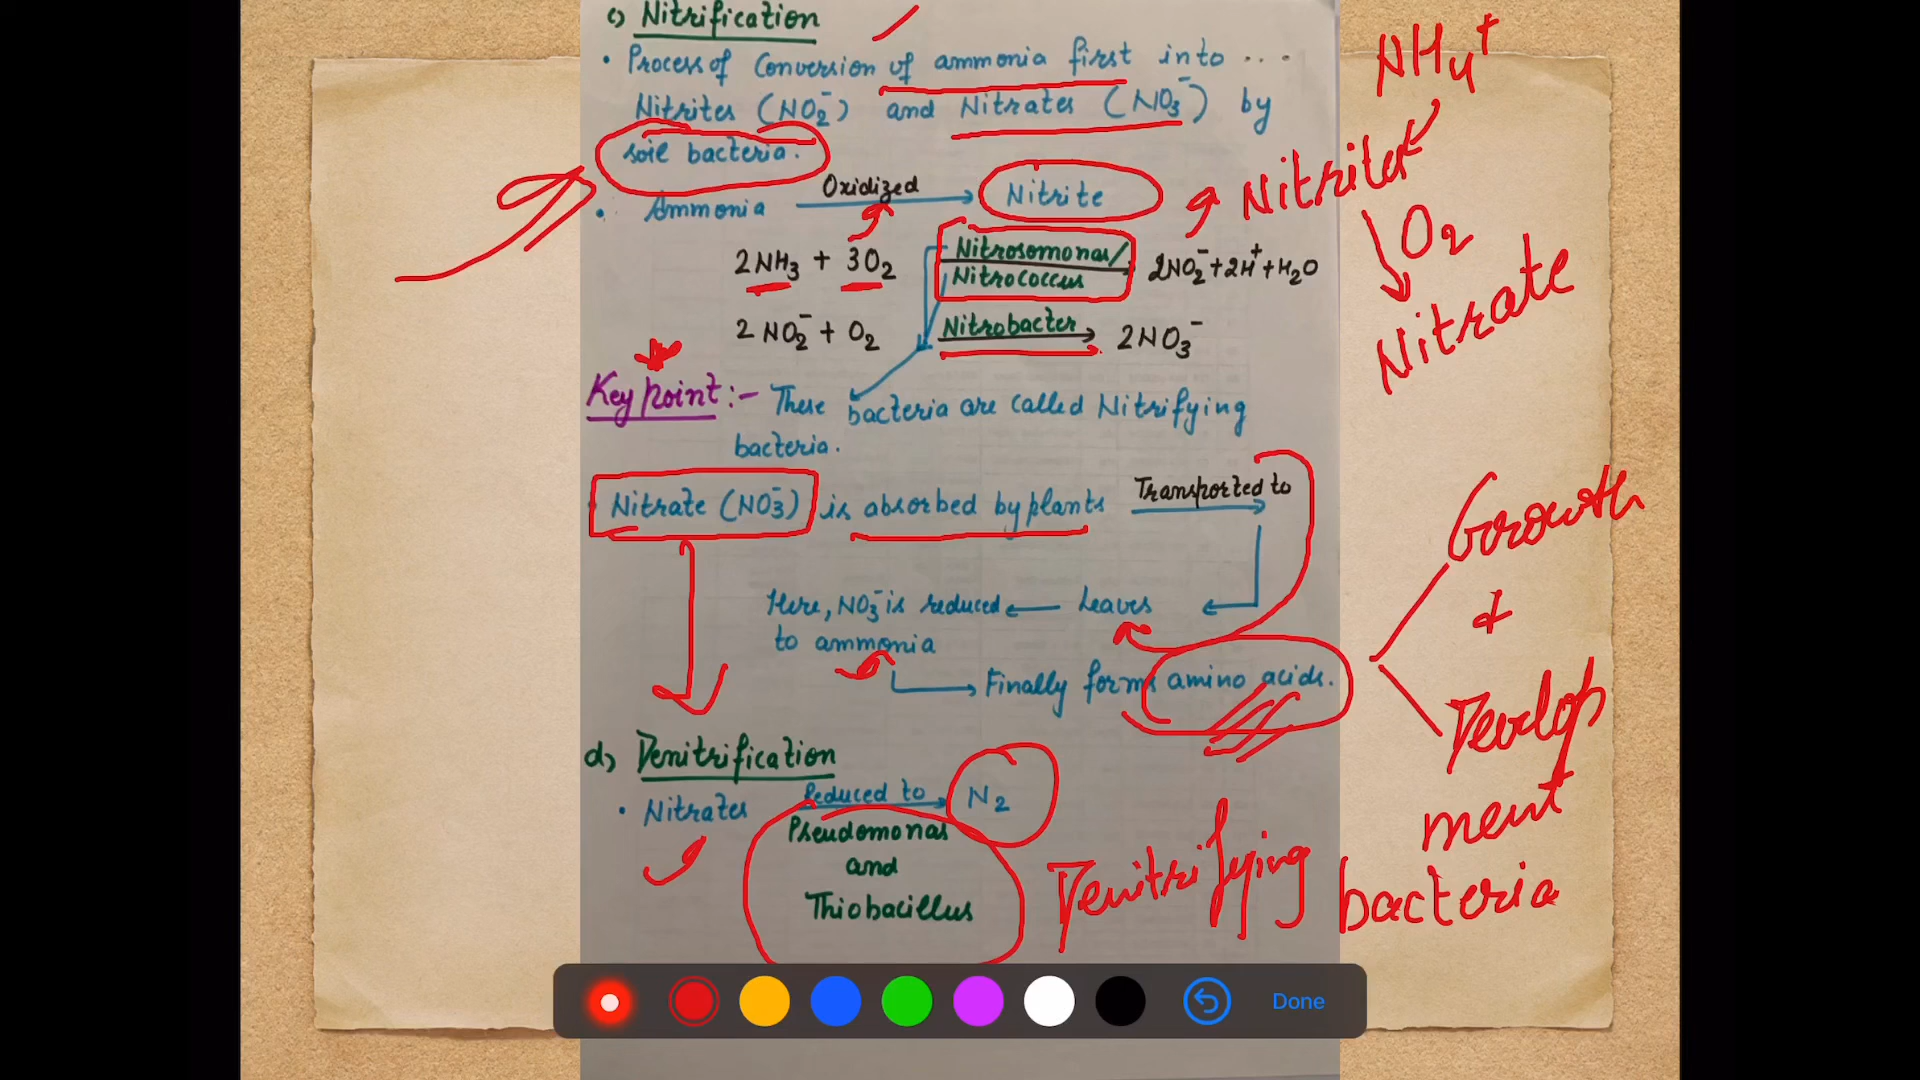 c) Nitrification
• Process of Conversion of ammonia first into ...
Nitrites (NO₂⁻) and Nitrates (NO₃⁻) by
soil bacteria.
• Ammonia Oxidized → Nitrite
2NH₃ + 3O₂ Nitrosomonas/ Nitrococcus → 2NO₂⁻+2H⁺+H₂O
2NO₂⁻ + O₂ Nitrobacter → 2NO₃⁻
Key point:- These bacteria are called Nitrifying
bacteria.
• Nitrate (NO₃⁻) is absorbed by plants Transported to →
Here, NO₃⁻ is reduced ← Leaves ←
to ammonia
→ Finally forms amino acids.
d) Denitrification
• Nitrates Reduced to → N₂
Pseudomonas
and
Thiobacillus
NH₄⁺
Nitrite
O₂
Nitrate
Growth
&
Develop
ment
Denitrifying bacteria
Done